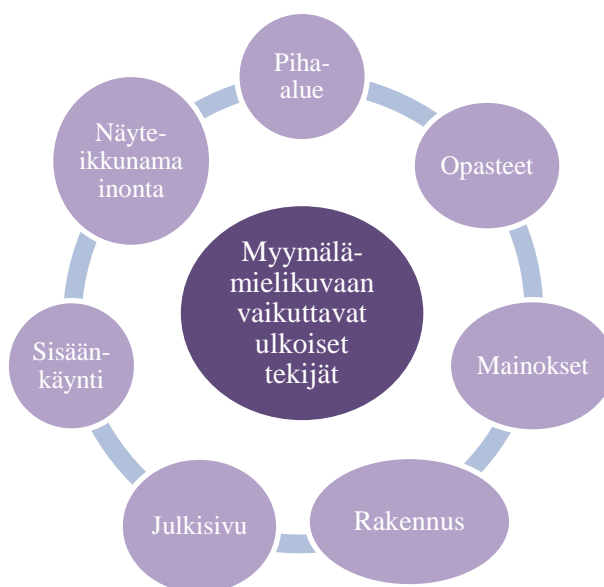 Piha-
alue
Opasteet
Mainokset
Rakennus
Julkisivu
Sisään-
käynti
Näyte-
ikkunama
inonta
Myymälä-
mielikuvaan
vaikuttavat
ulkoiset
tekijät